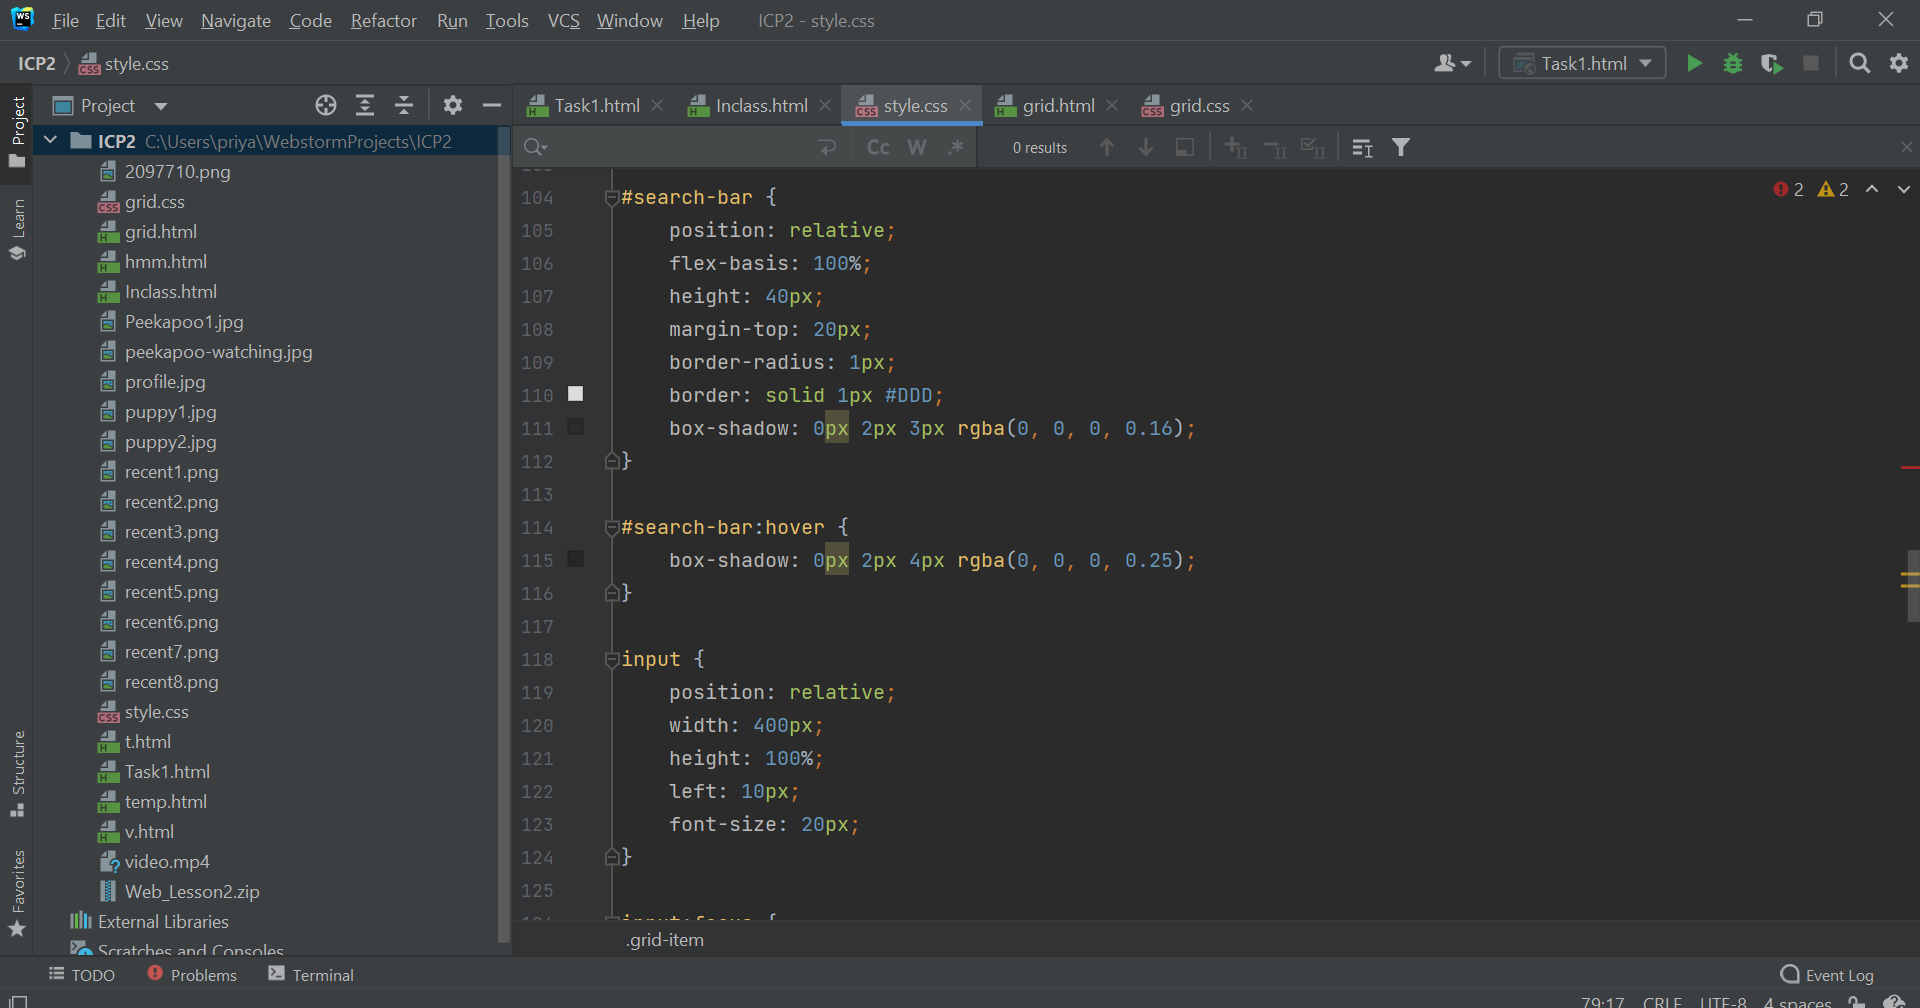 WS File Edit View Navigate Code Refactor Run Tools VCS Window Help ICP2 - style.css
ICP2 CSS style.css Task1.html
Project
Learn
Structure
Favorites
Project
ICP2 C:\Users\priya\WebstormProjects\ICP2
2097710.png
CSS grid.css
H grid.html
H hmm.html
H Inclass.html
Peekapoo1.jpg
peekapoo-watching.jpg
profile.jpg
puppy1.jpg
puppy2.jpg
recent1.png
recent2.png
recent3.png
recent4.png
recent5.png
recent6.png
recent7.png
recent8.png
CSS style.css
H t.html
H Task1.html
H temp.html
H v.html
video.mp4
Web_Lesson2.zip
External Libraries
Scratches and Consoles
H Task1.html H Inclass.html CSS style.css H grid.html CSS grid.css
Cc W .* 0 results
2 2
104 #search-bar {
105 position: relative;
106 flex-basis: 100%;
107 height: 40px;
108 margin-top: 20px;
109 border-radius: 1px;
110 border: solid 1px #DDD;
111 box-shadow: 0px 2px 3px rgba(0, 0, 0, 0.16);
112 }
113
114 #search-bar:hover {
115 box-shadow: 0px 2px 4px rgba(0, 0, 0, 0.25);
116 }
117
118 input {
119 position: relative;
120 width: 400px;
121 height: 100%;
122 left: 10px;
123 font-size: 20px;
124 }
125
126 input:focus {
.grid-item
TODO Problems Terminal Event Log
79:17 CRLF UTF-8 4 spaces